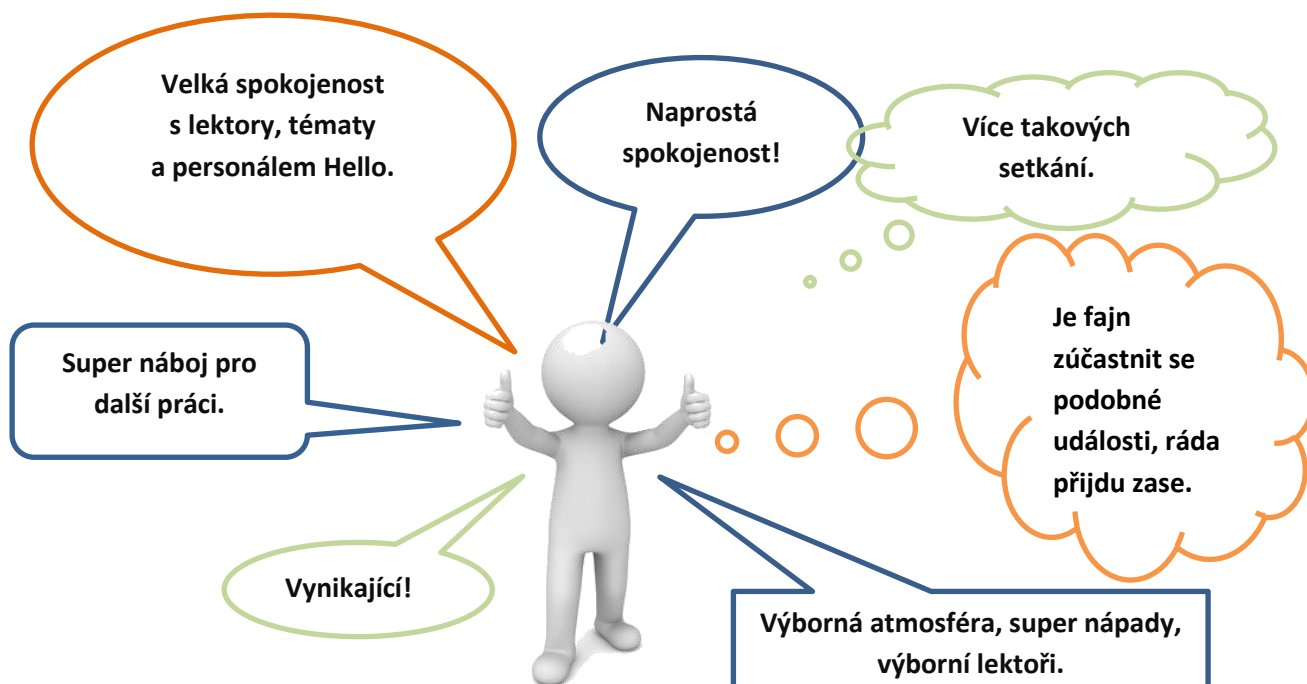 Velká spokojenost
s lektory, tématy
a personálem Hello.
Naprostá
spokojenost!
Více takových
setkání.
Je fajn
zúčastnit se
podobné
události, ráda
přijdu zase.
Super náboj pro
další práci.
Vynikající!
Výborná atmosféra, super nápady,
výborní lektoři.